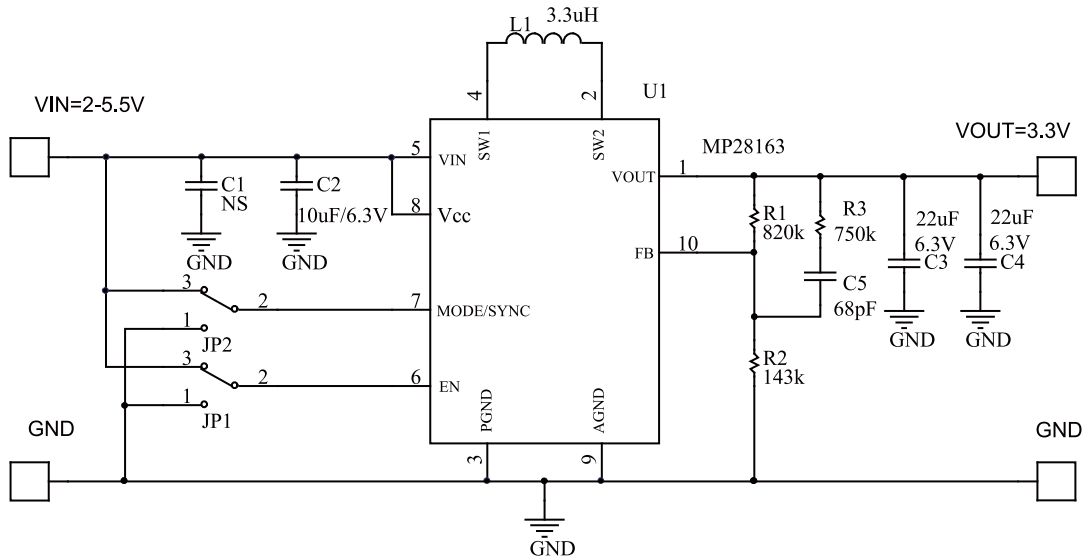 L1 3.3uH
4
2
U1
VIN=2-5.5V
SW1
SW2
VOUT=3.3V
MP28163
5
VIN
VOUT
1
C1
NS
C2
10uF/6.3V
8
Vcc
R1
820k
R3
750k
22uF
6.3V
C3
22uF
6.3V
C4
GND
GND
FB
10
C5
68pF
3
2
7
MODE/SYNC
1
JP2
GND
GND
3
2
6
EN
R2
143k
1
JP1
PGND
AGND
GND
GND
3
9
GND